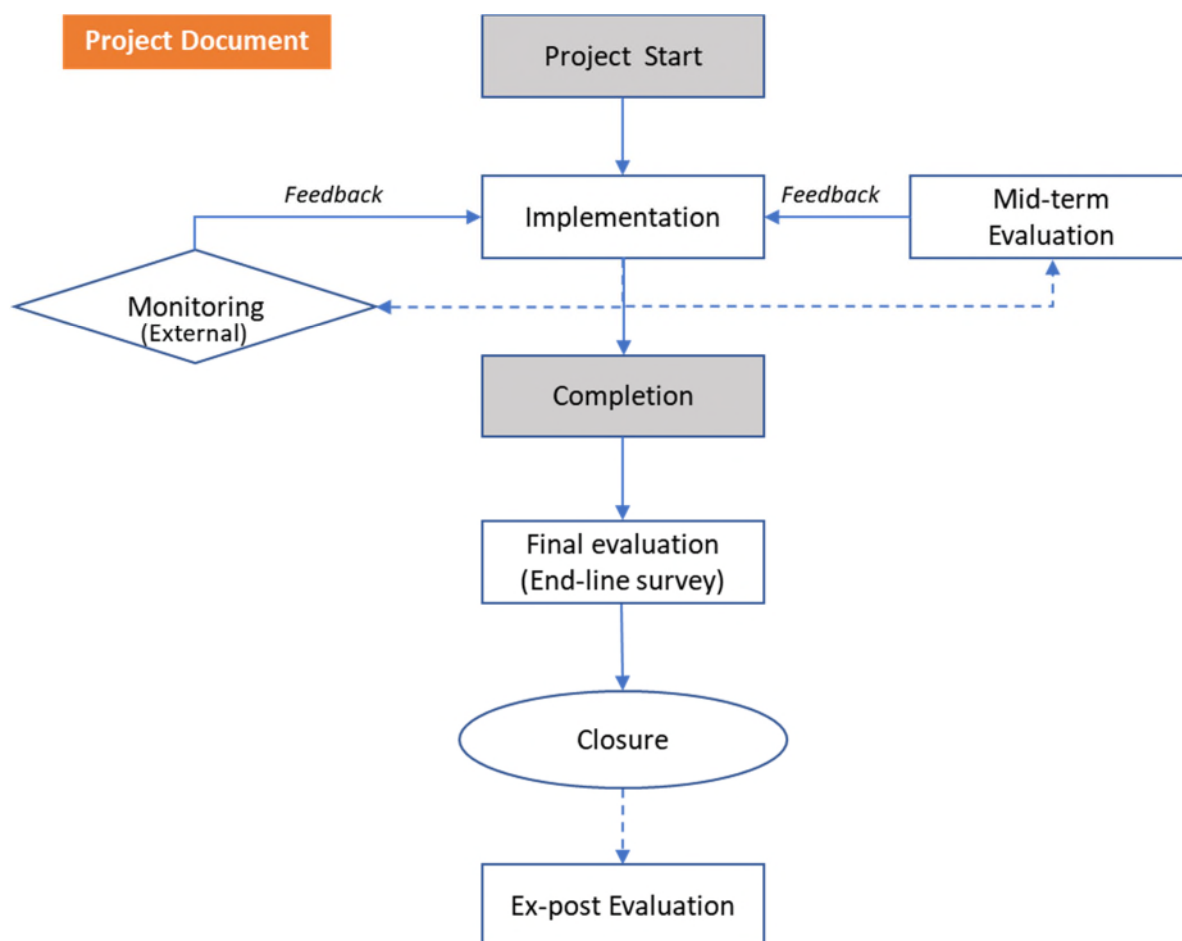 Project Document
Project Start
Feedback
Implementation
Feedback
Mid-term
Evaluation
Monitoring
(External)
Completion
Final evaluation
(End-line survey)
Closure
Ex-post Evaluation